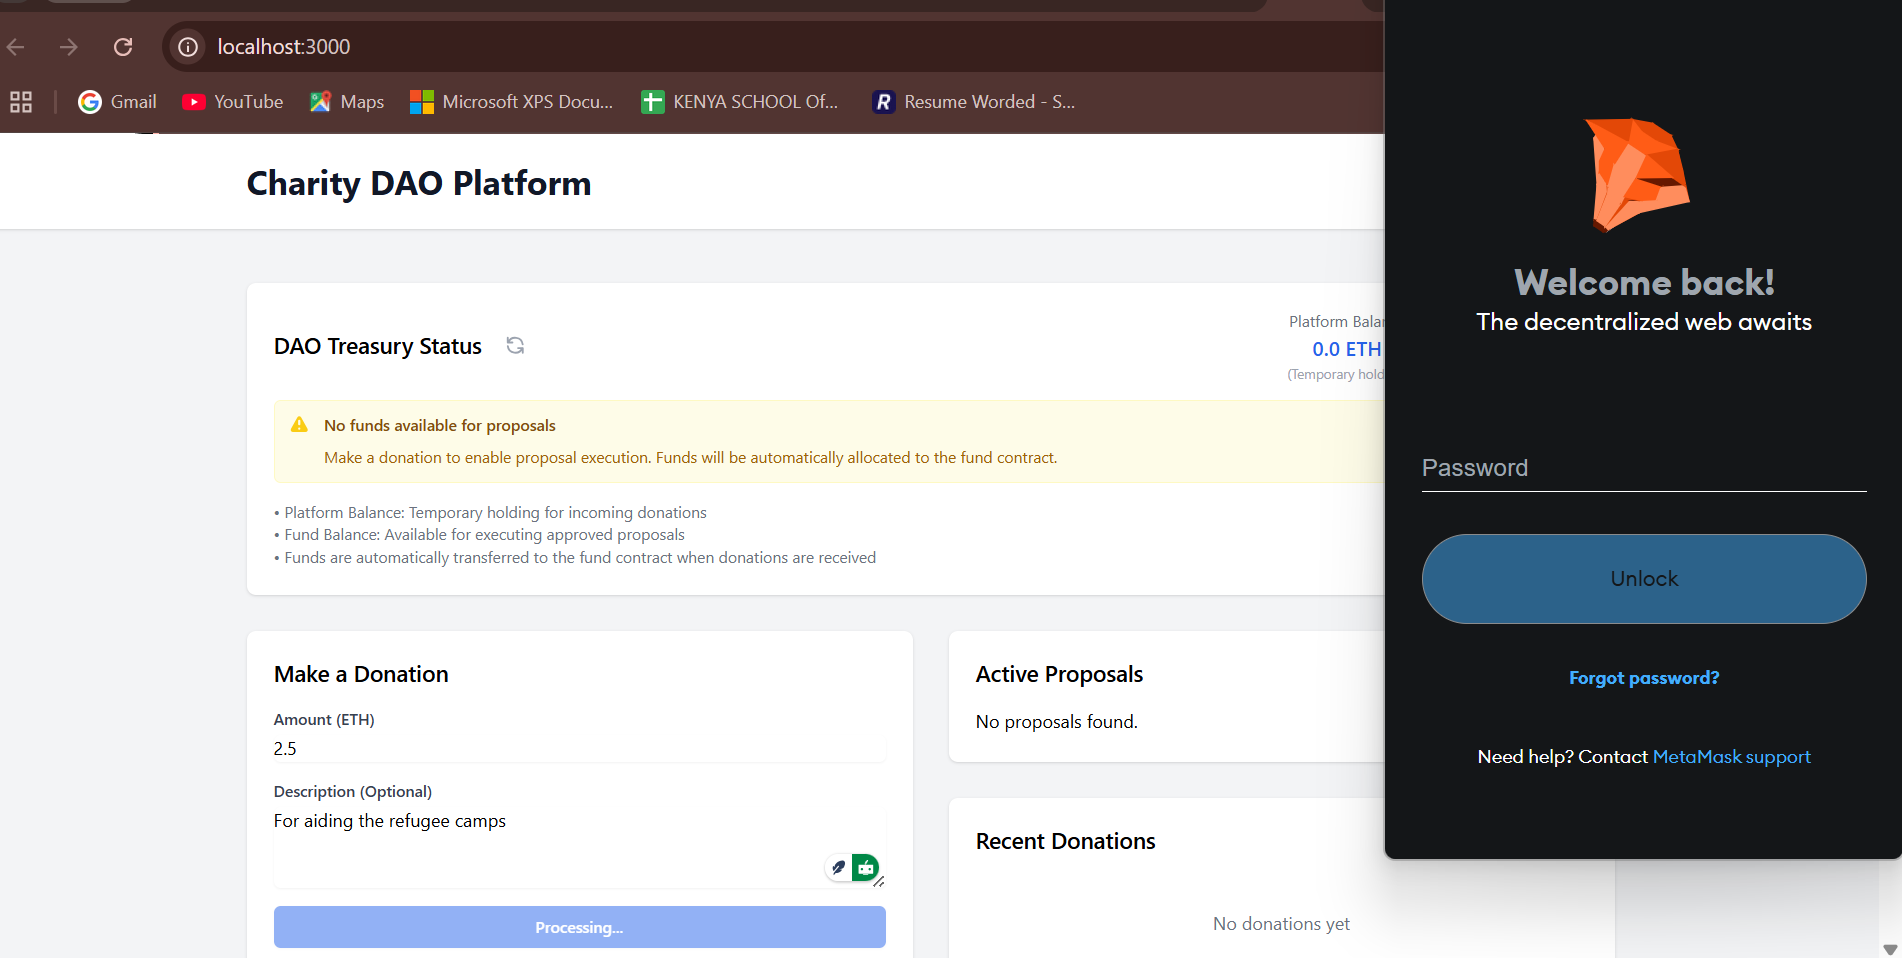 localhost:3000
Gmail
YouTube
Maps
Microsoft XPS Docu...
KENYA SCHOOL Of...
R
Resume Worded - S...
Charity DAO Platform
DAO Treasury Status
Platform
0.0 ETH
(Temporary
No funds available for proposals
Make a donation to enable proposal execution. Funds will be automatically allocated to the fund contract.
• Platform Balance: Temporary holding for incoming donations
• Fund Balance: Available for executing approved proposals
• Funds are automatically transferred to the fund contract when donations are received
Make a Donation
Amount (ETH)
2.5
Description (Optional)
For aiding the refugee camps
Processing...
Active Proposals
No proposals found.
Recent Donations
No donations yet
Welcome back!
The decentralized web awaits
Password
Unlock
Forgot password?
Need help? Contact MetaMask support